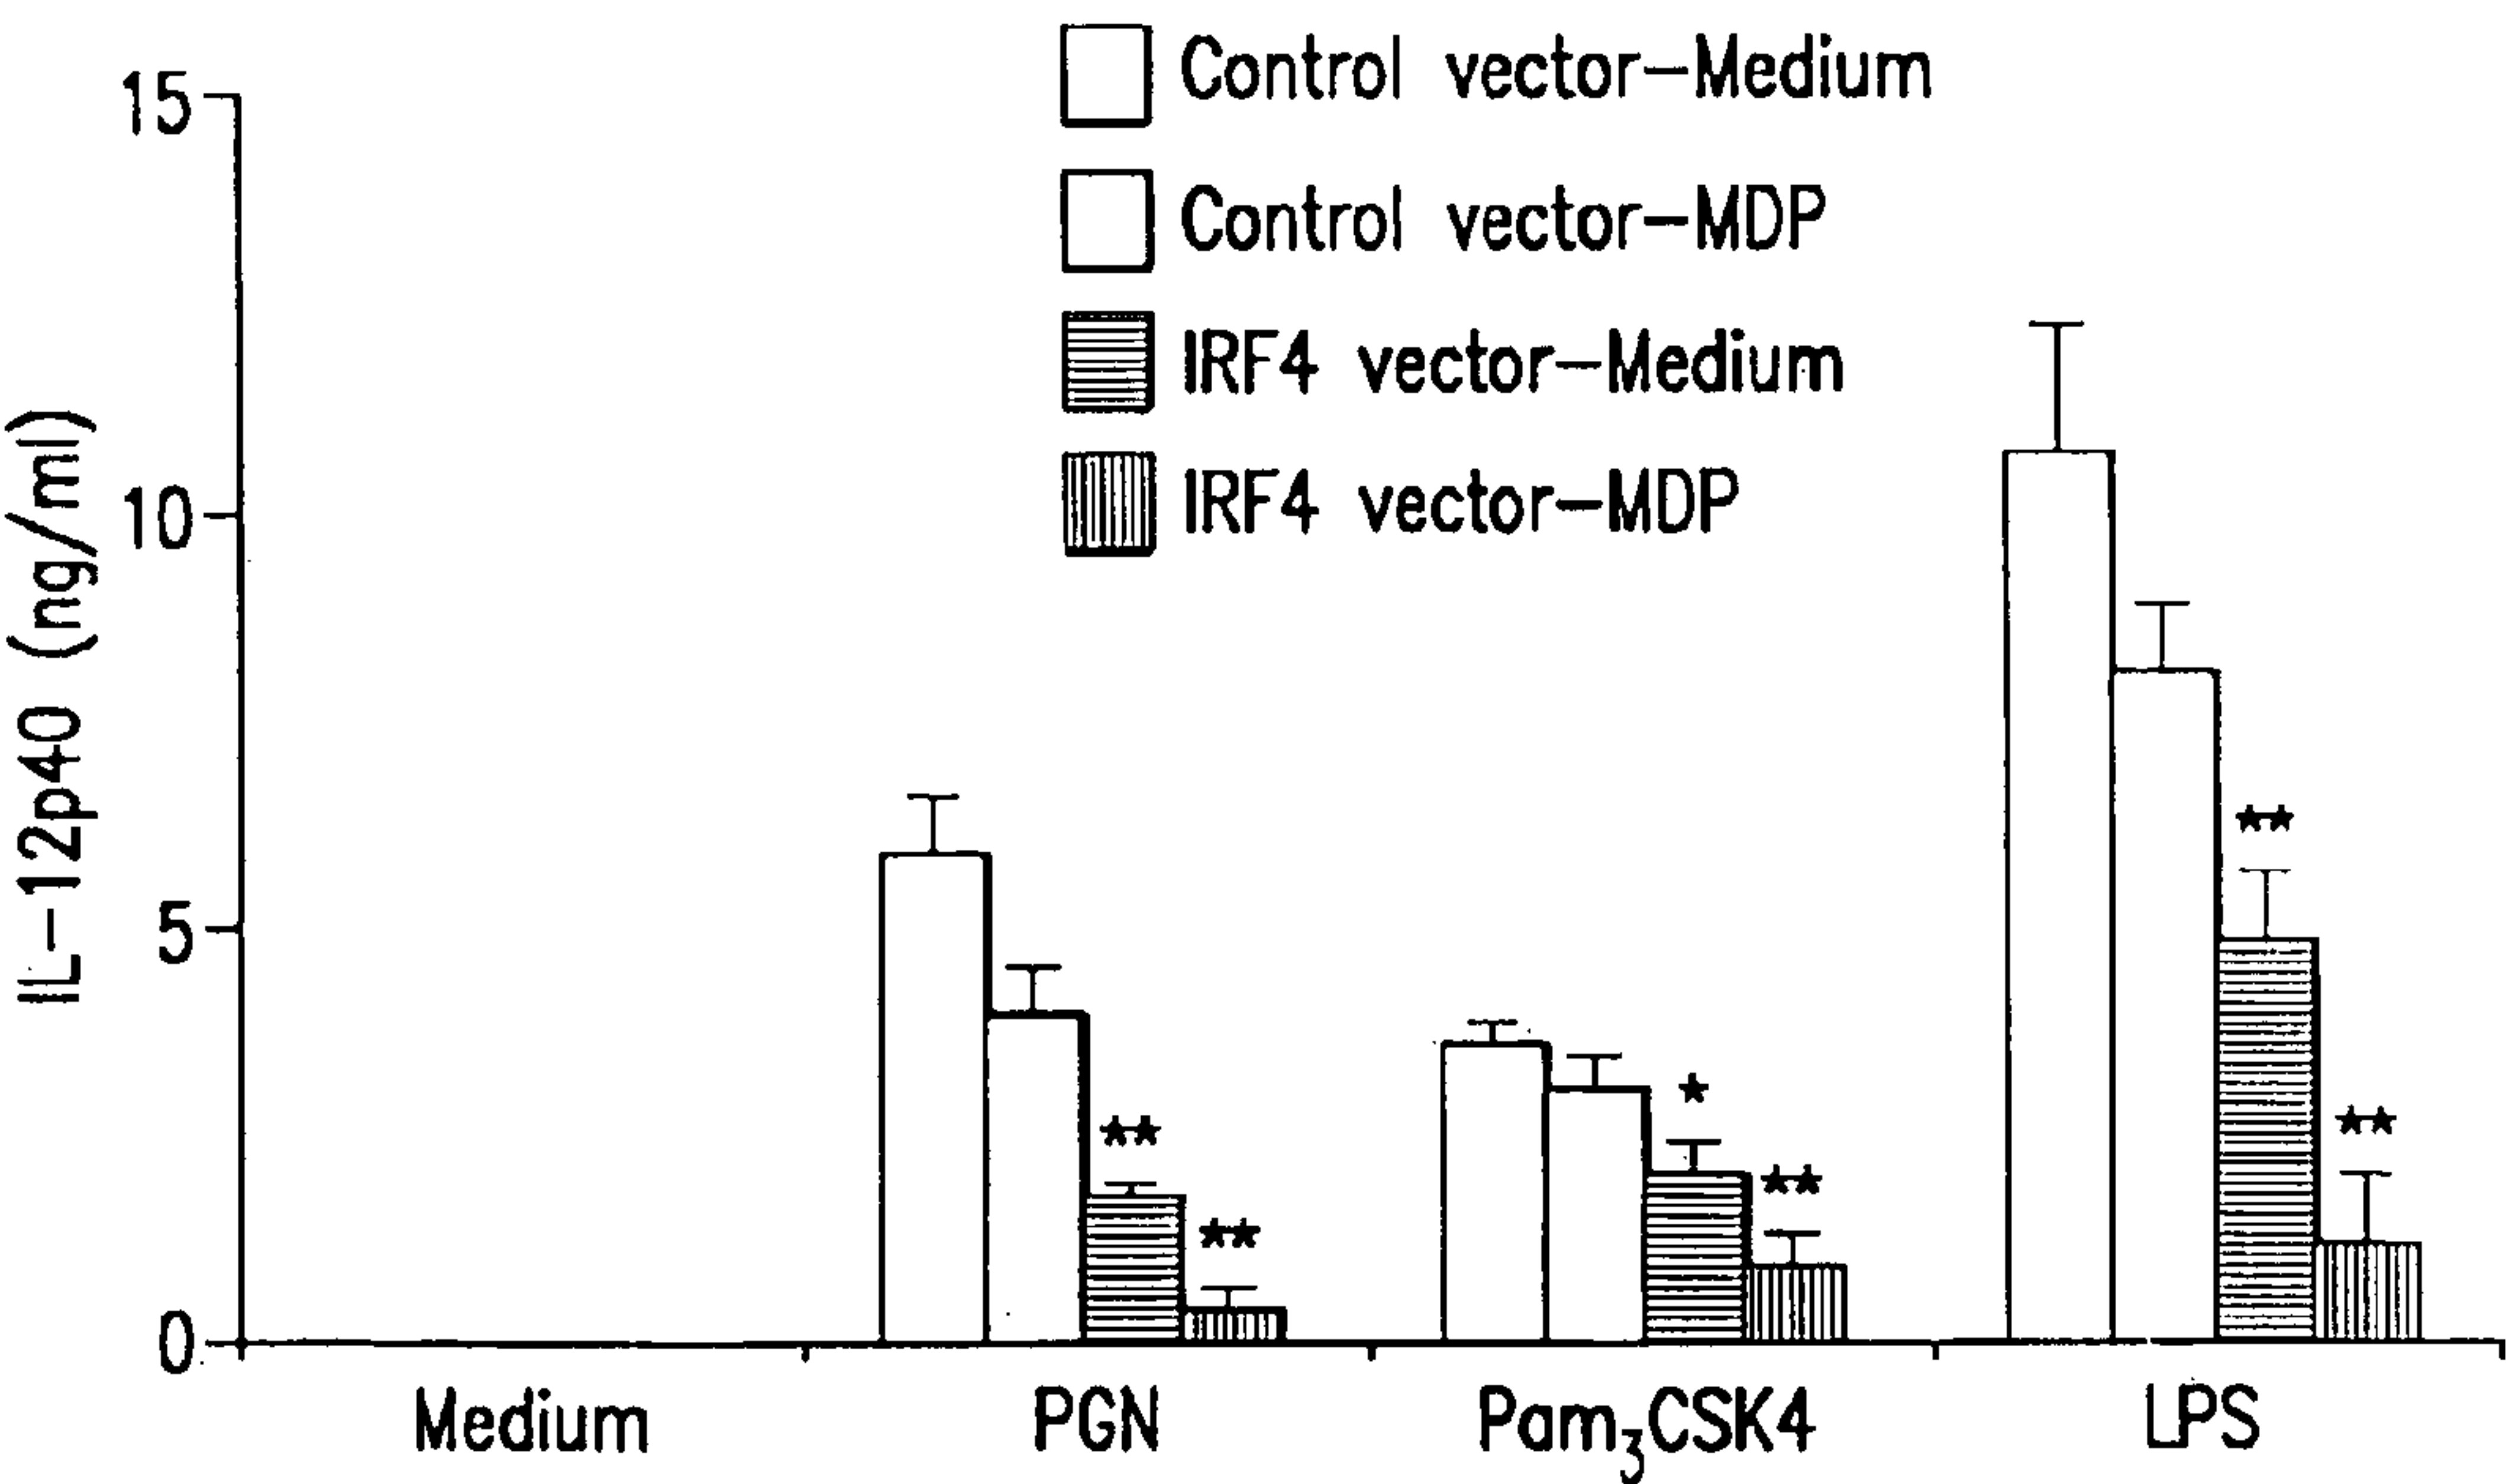 IL-12p40 (ng/ml)
15
10
5
0
Control vector-Medium
Control vector-MDP
IRF4 vector-Medium
IRF4 vector-MDP
**
**
*
**
**
**
Medium
PGN
Pam₃CSK4
LPS